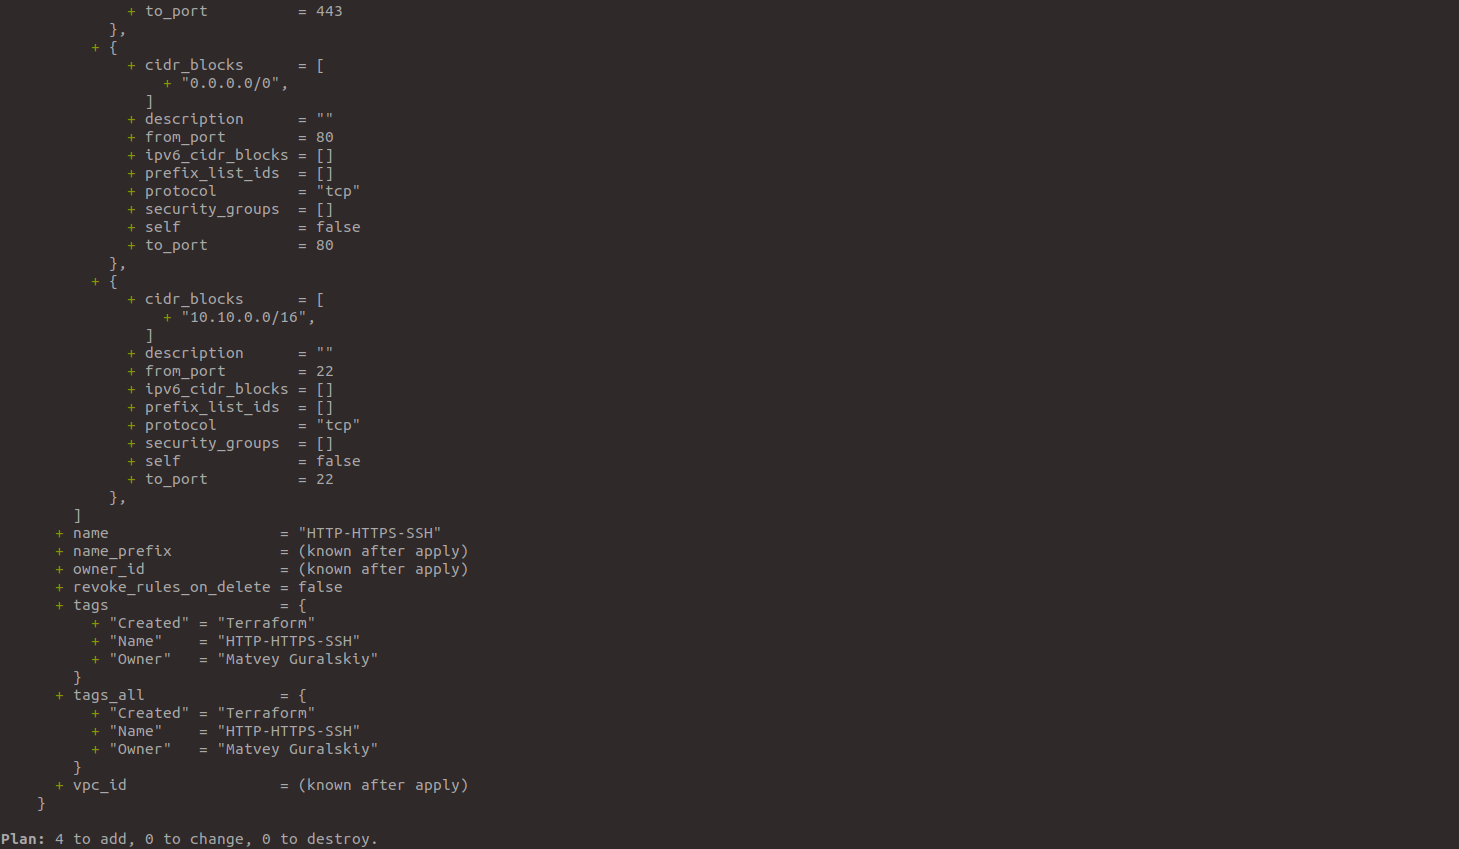 + to_port          = 443
            },
          + {
              + cidr_blocks      = [
                  + "0.0.0.0/0",
                ]
              + description      = ""
              + from_port        = 80
              + ipv6_cidr_blocks = []
              + prefix_list_ids  = []
              + protocol         = "tcp"
              + security_groups  = []
              + self             = false
              + to_port          = 80
            },
          + {
              + cidr_blocks      = [
                  + "10.10.0.0/16",
                ]
              + description      = ""
              + from_port        = 22
              + ipv6_cidr_blocks = []
              + prefix_list_ids  = []
              + protocol         = "tcp"
              + security_groups  = []
              + self             = false
              + to_port          = 22
            },
        ]
      + name                   = "HTTP-HTTPS-SSH"
      + name_prefix            = (known after apply)
      + owner_id               = (known after apply)
      + revoke_rules_on_delete = false
      + tags                   = {
          + "Created" = "Terraform"
          + "Name"    = "HTTP-HTTPS-SSH"
          + "Owner"   = "Matvey Guralskiy"
        }
      + tags_all               = {
          + "Created" = "Terraform"
          + "Name"    = "HTTP-HTTPS-SSH"
          + "Owner"   = "Matvey Guralskiy"
        }
      + vpc_id                 = (known after apply)
    }
Plan: 4 to add, 0 to change, 0 to destroy.